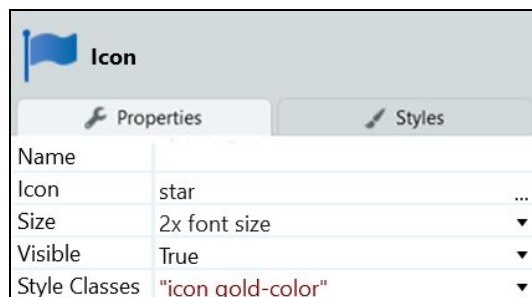 Icon
Properties Styles
Name
Icon star ...
Size 2x font size
Visible True
Style Classes "icon gold-color"